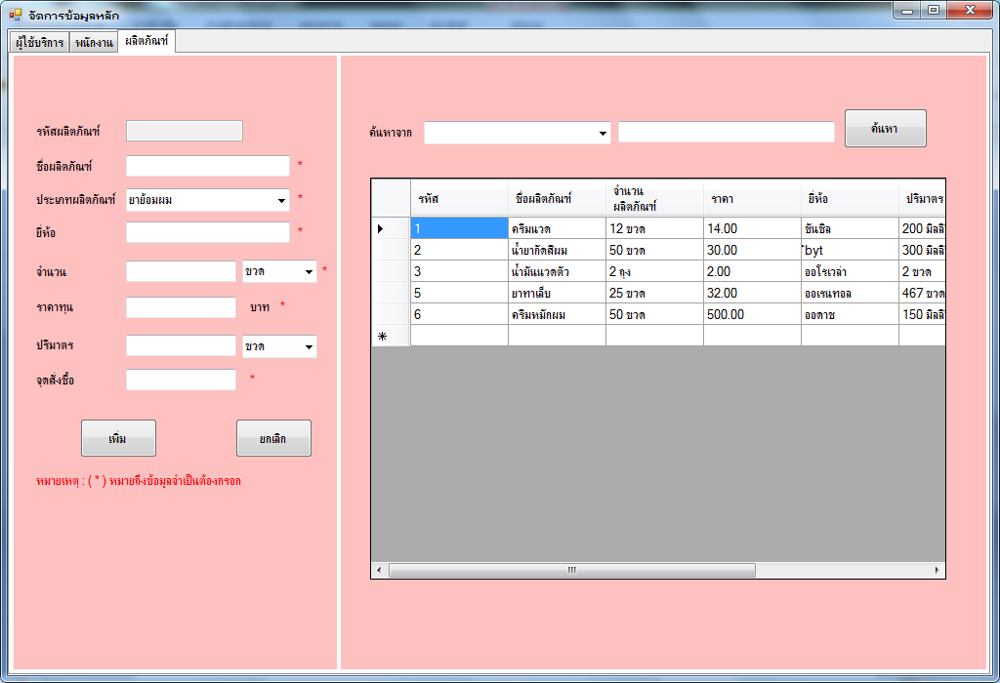 จัดการข้อมูลหลัก
ผู้ใช้บริการ พนักงาน ผลิตภัณฑ์
รหัสผลิตภัณฑ์
ชื่อผลิตภัณฑ์ *
ประเภทผลิตภัณฑ์ ยาย้อมผม *
ยี่ห้อ *
จำนวน ขวด *
ราคาทุน บาท *
ปริมาตร ขวด
จุดสั่งซื้อ *
เพิ่ม ยกเลิก
หมายเหตุ : ( * ) หมายถึงข้อมูลจำเป็นต้องกรอก
ค้นหาจาก ค้นหา
รหัส ชื่อผลิตภัณฑ์ จำนวน ผลิตภัณฑ์ ราคา ยี่ห้อ ปริมาตร
1 ครีมนวด 12 ขวด 14.00 ซันซิล 200 มิลลิ
2 น้ำยากัดสีผม 50 ขวด 30.00 ̂byt 300 มิลลิ
3 น้ำมันนวดตัว 2 ถุง 2.00 ออโรเวล่า 2 ขวด
5 ยาทาเล็บ 25 ขวด 32.00 ออเรนทอล 467 ขวด
6 ครีมหมักผม 50 ขวด 500.00 ออดาซ 150 มิลลิ